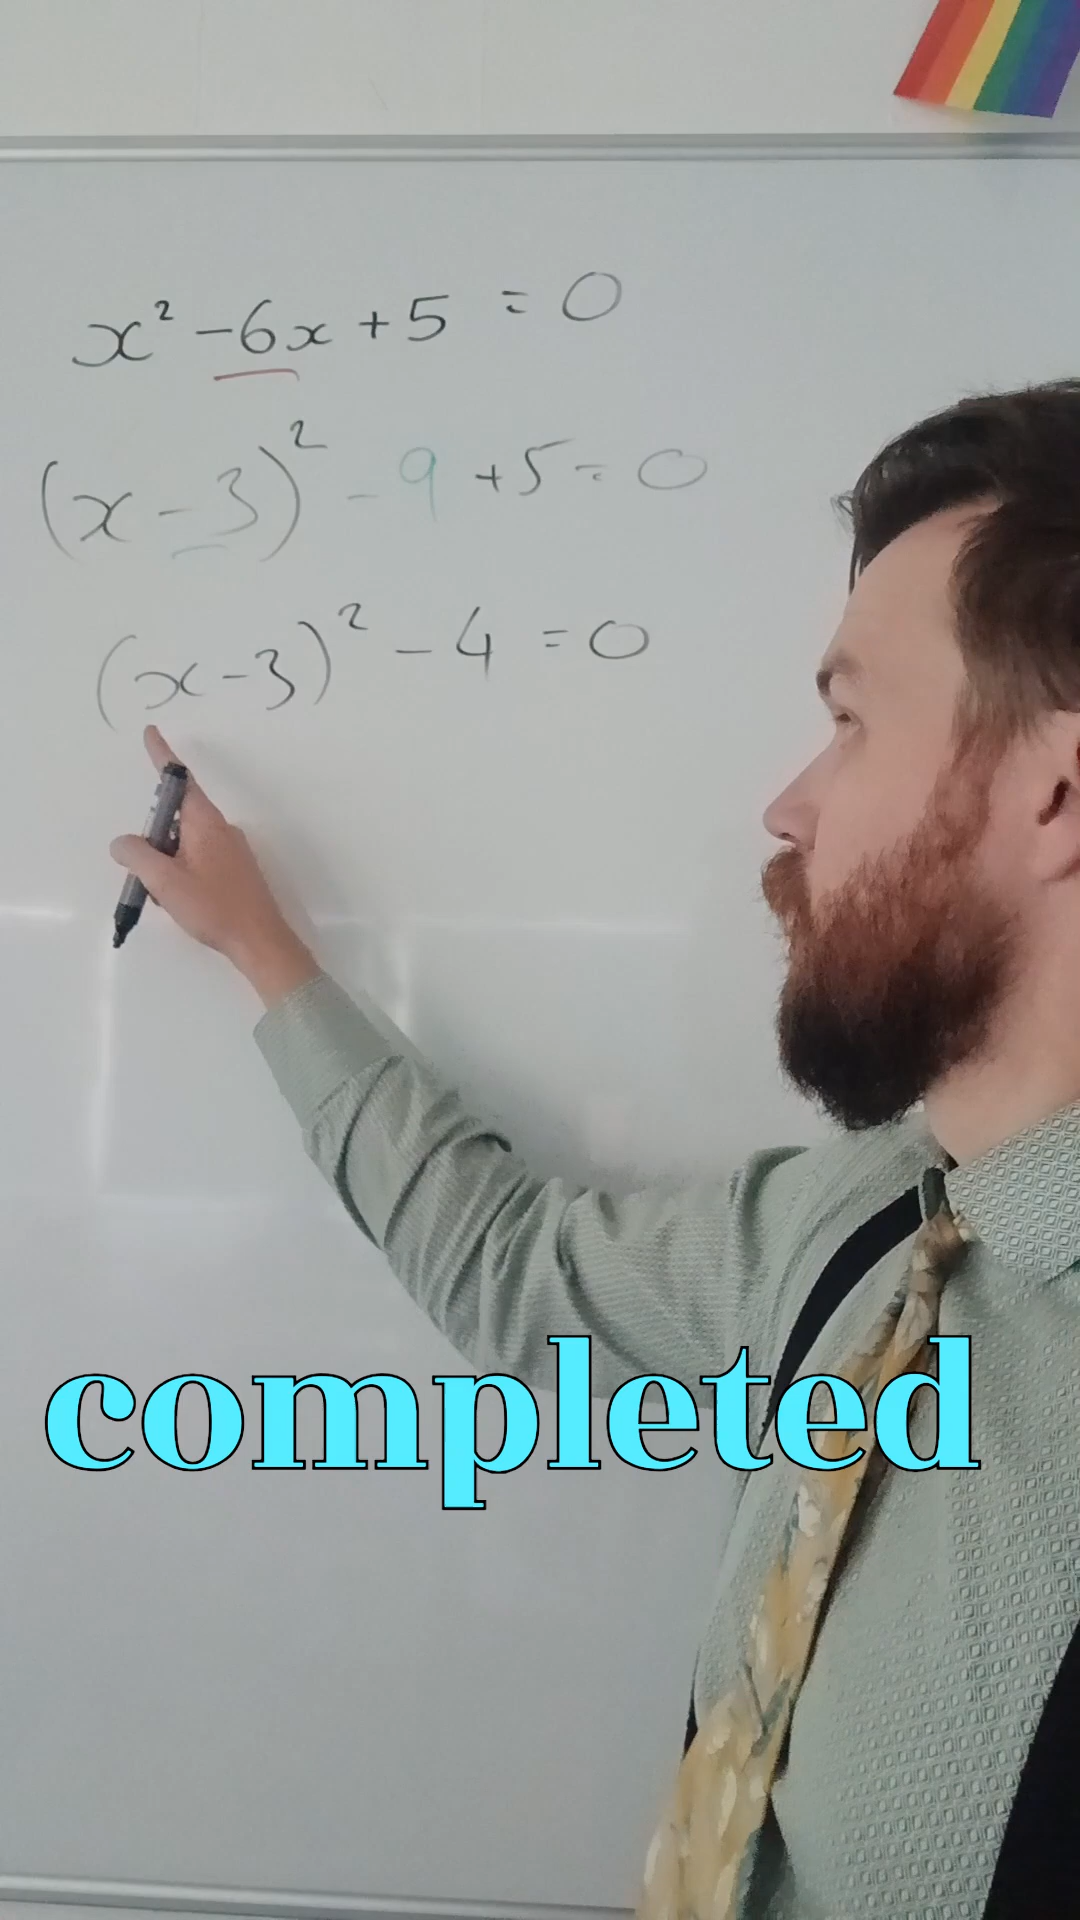 x² - 6x + 5 = 0
(x - 3)² - 9 + 5 = 0
(x - 3)² - 4 = 0
completed